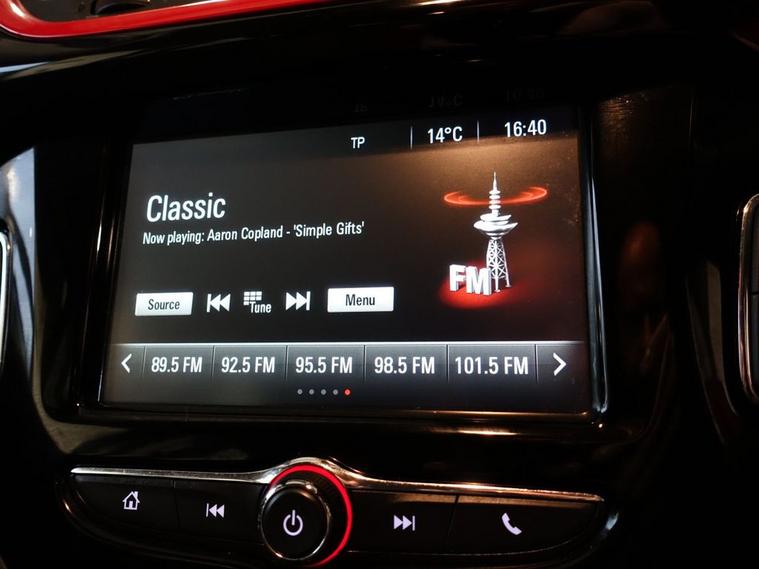 TP 14°C 16:40
Classic
Now playing: Aaron Copland - 'Simple Gifts'
FM
Source Tune Menu
89.5 FM 92.5 FM 95.5 FM 98.5 FM 101.5 FM